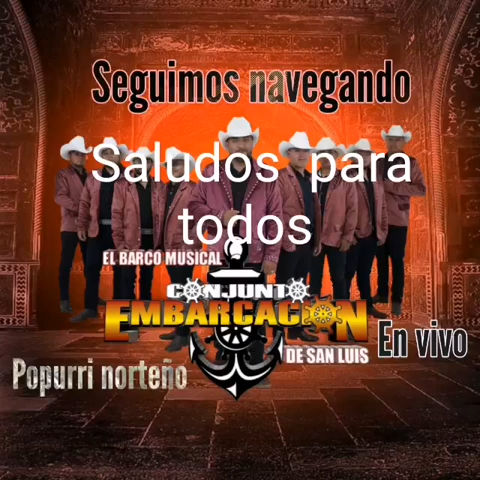 Seguimos navegando
Saludos para
todos
EL BARCO MUSICAL
CONJUNTO
EMBARCACION
DE SAN LUIS
En vivo
Popurri norteño